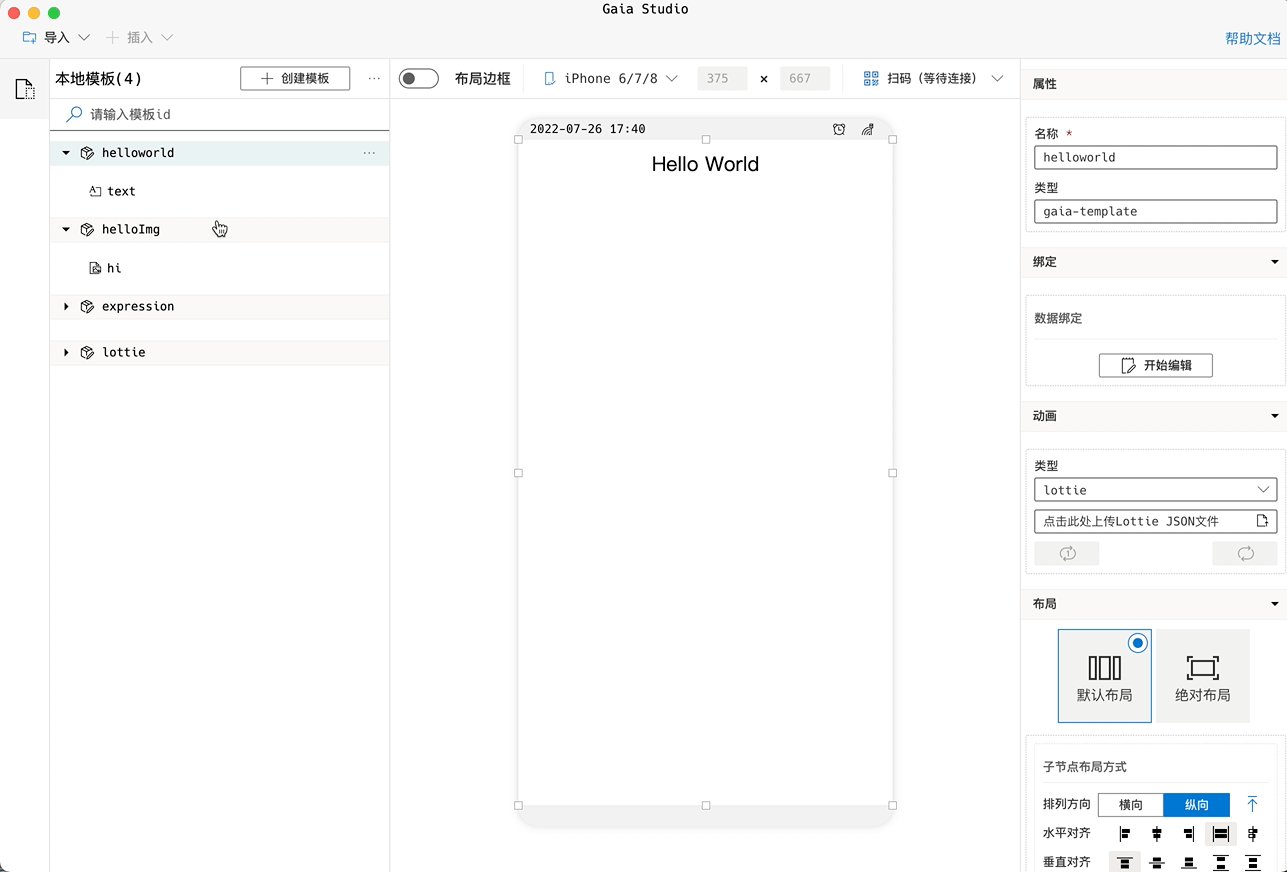 Gaia Studio
导入
插入
帮助文档
本地模板(4)
创建模板
布局边框
iPhone 6/7/8
375
×
667
扫码 (等待连接)
属性
请输入模板id
2022-07-26 17:40
Hello World
helloworld
text
helloImg
hi
expression
lottie
名称 *
helloworld
类型
gaia-template
绑定
数据绑定
开始编辑
动画
类型
lottie
点击此处上传Lottie JSON文件
布局
默认布局
绝对布局
子节点布局方式
排列方向 横向 纵向
水平对齐
垂直对齐